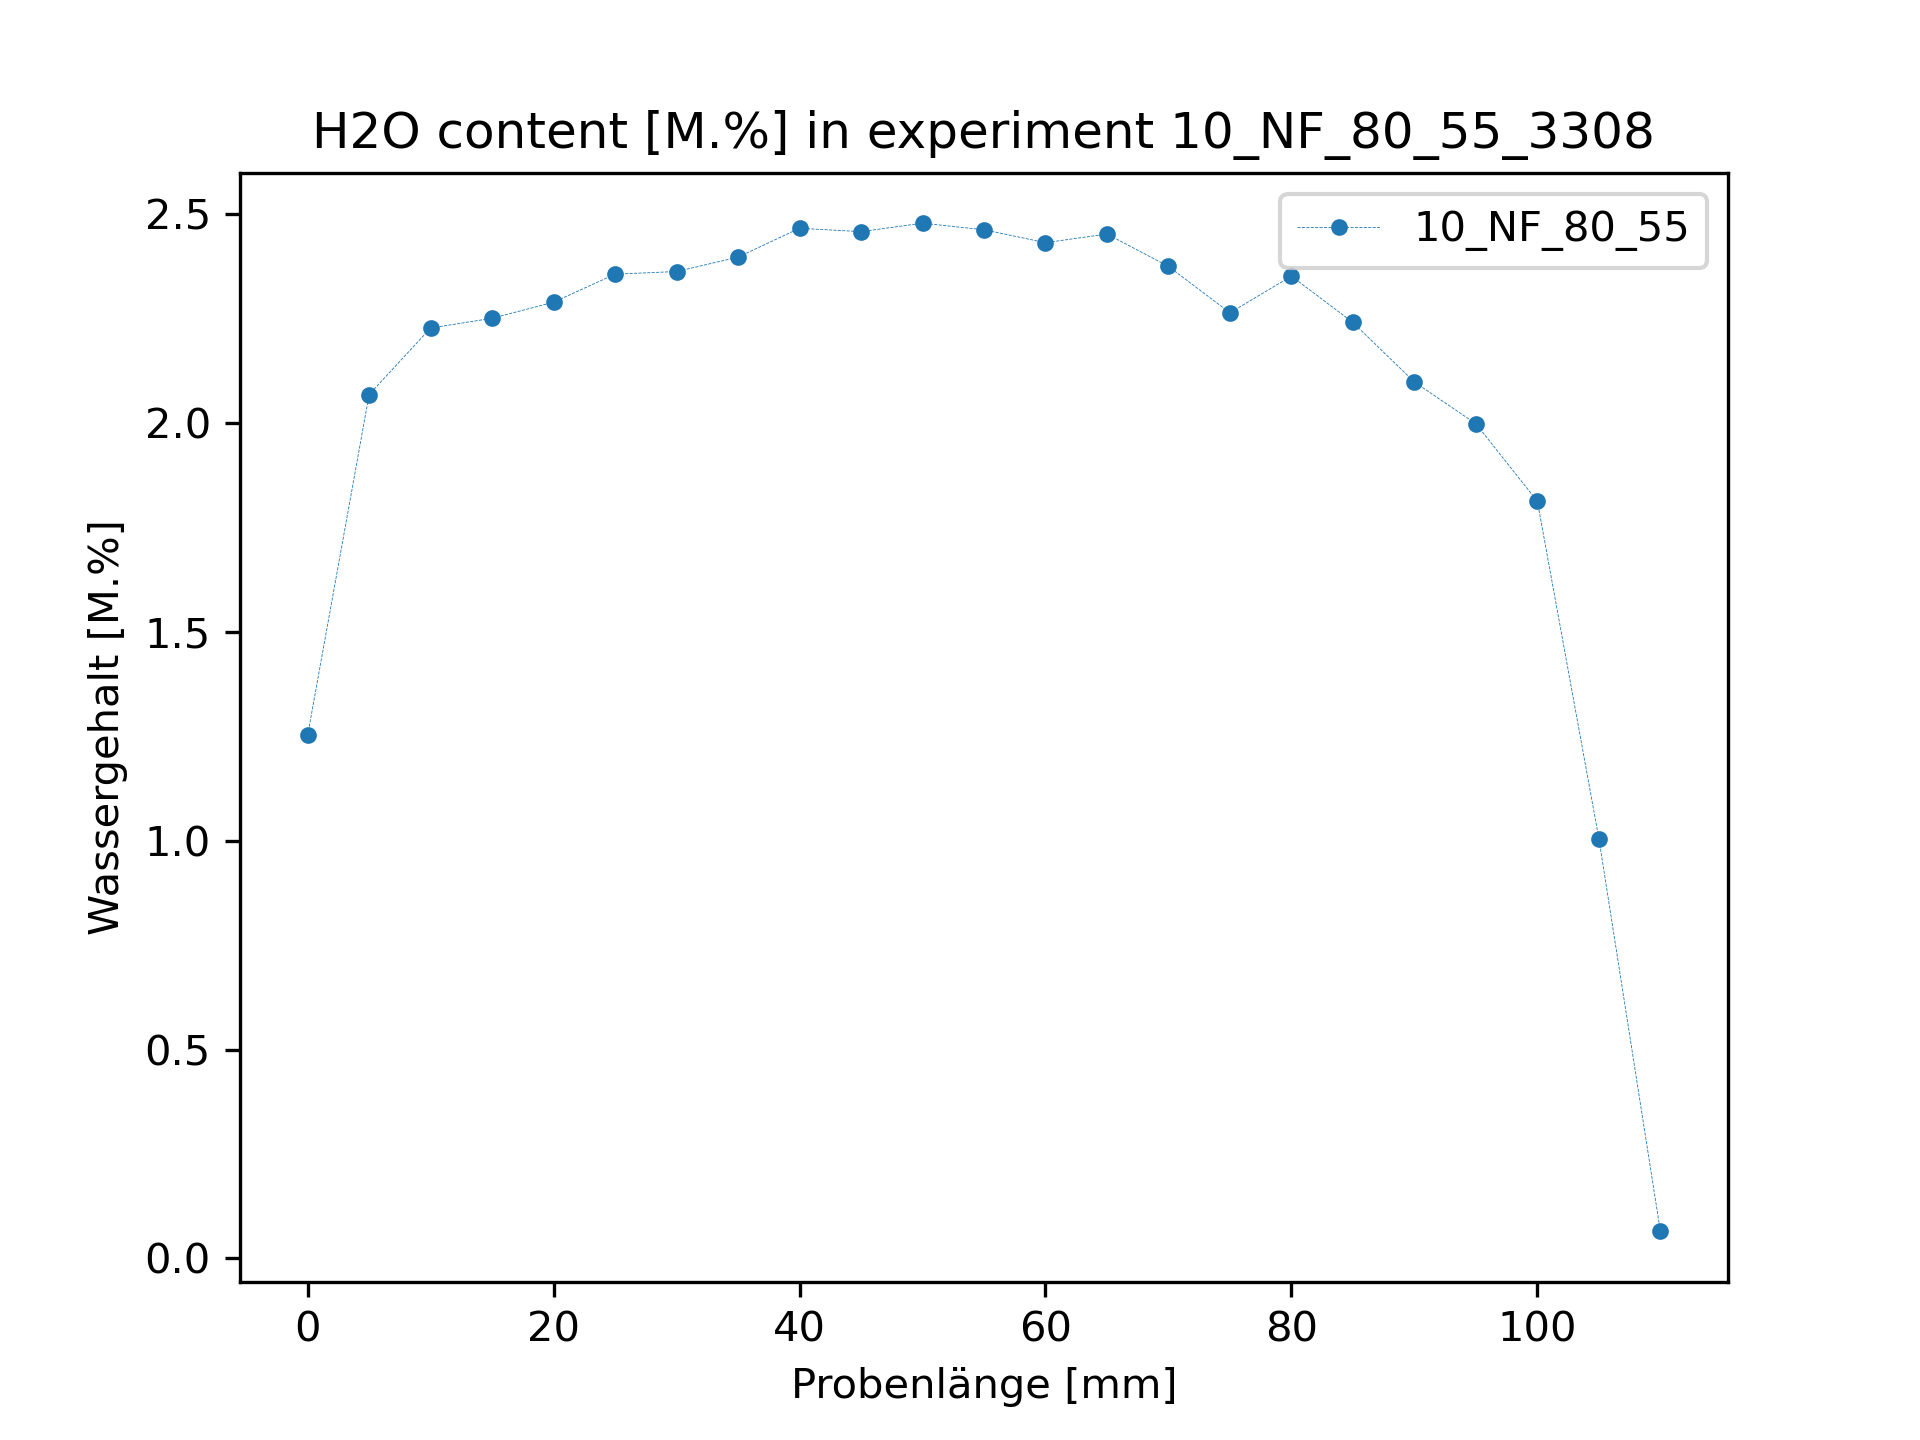 H2O content [M.%] in experiment 10_NF_80_55_3308
10_NF_80_55
Wassergehalt [M.%]
2.5
2.0
1.5
1.0
0.5
0.0
0 20 40 60 80 100
Probenlänge [mm]